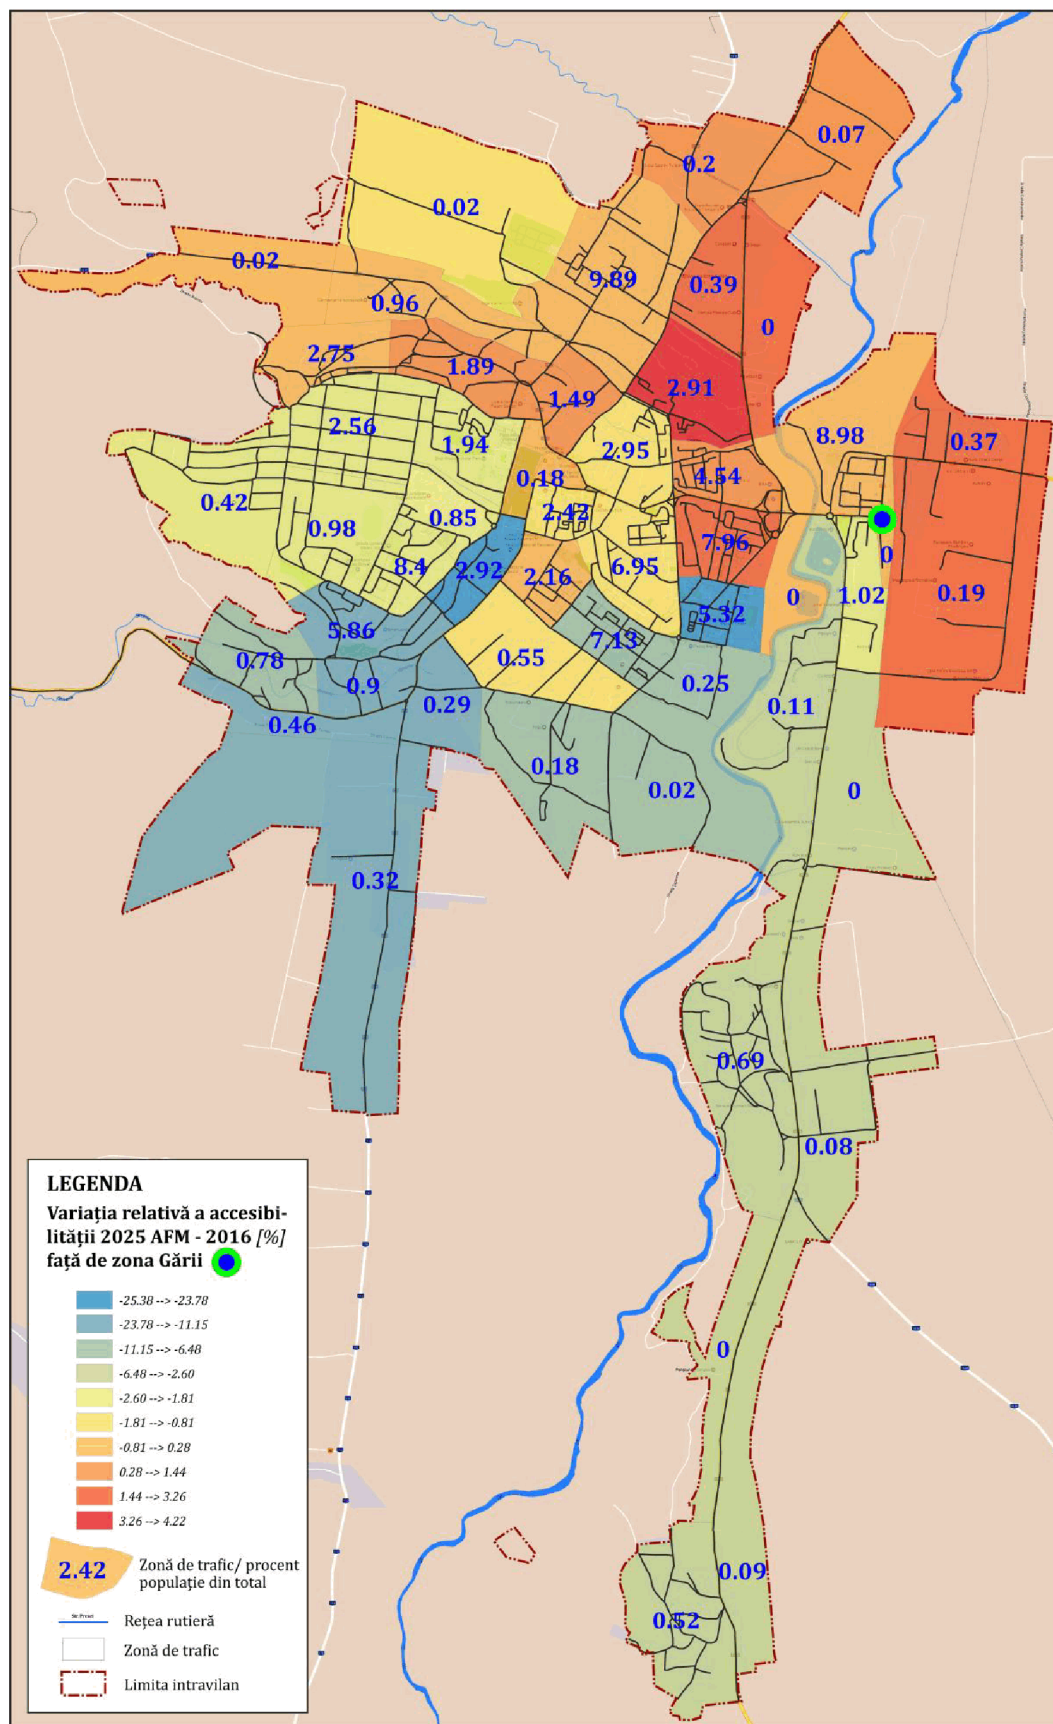 0.07
0.2
0.02
0.02
9.89
0.39
0.96
0
2.75
1.89
2.91
1.49
2.56
1.94
2.95
8.98
0.37
4.54
0.18
0.42
2.42
0.98
0.85
7.96
0
8.4
2.92
2.16
6.95
0
1.02
0.19
5.32
5.86
7.13
0.78
0.55
0.9
0.25
0.29
0.11
0.46
0.18
0.02
0
0.32
0.69
0.08
0
0.09
0.52
LEGENDA
Variația relativă a accesibi-
lității 2025 AFM - 2016 [%]
față de zona Gării
-25.38 --> -23.78
-23.78 --> -11.15
-11.15 --> -6.48
-6.48 --> -2.60
-2.60 --> -1.81
-1.81 --> -0.81
-0.81 --> 0.28
0.28 --> 1.44
1.44 --> 3.26
3.26 --> 4.22
2.42
Zonă de trafic/ procent
populație din total
Rețea rutieră
Zonă de trafic
Limita intravilan